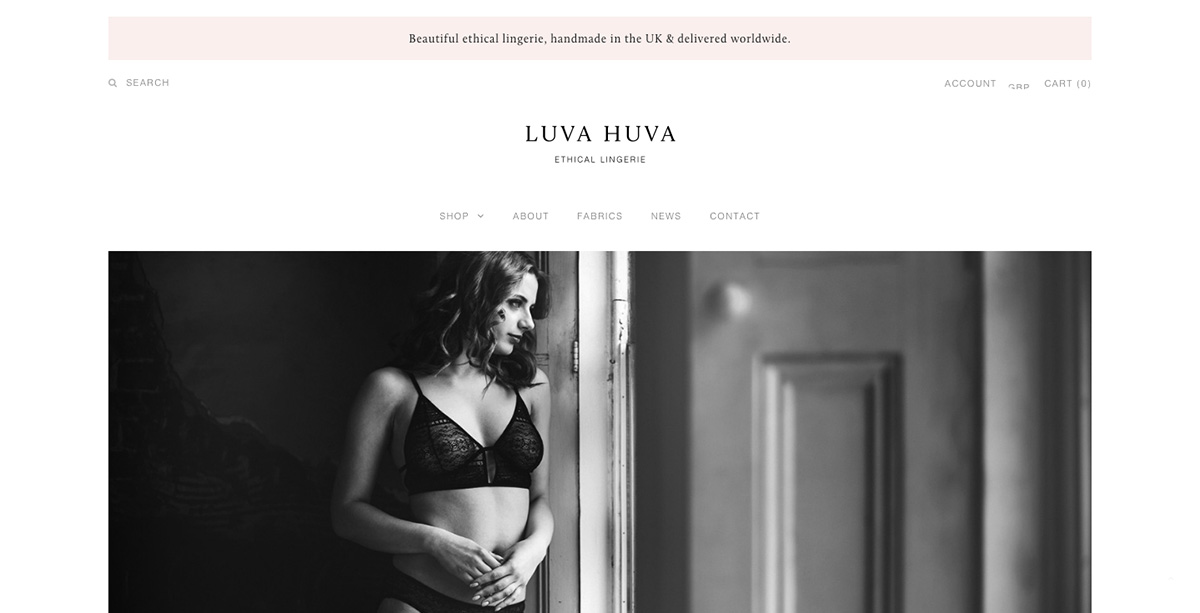 Beautiful ethical lingerie, handmade in the UK & delivered worldwide.
SEARCH
ACCOUNT GBP CART (0)
LUVA HUVA
ETHICAL LINGERIE
SHOP ABOUT FABRICS NEWS CONTACT